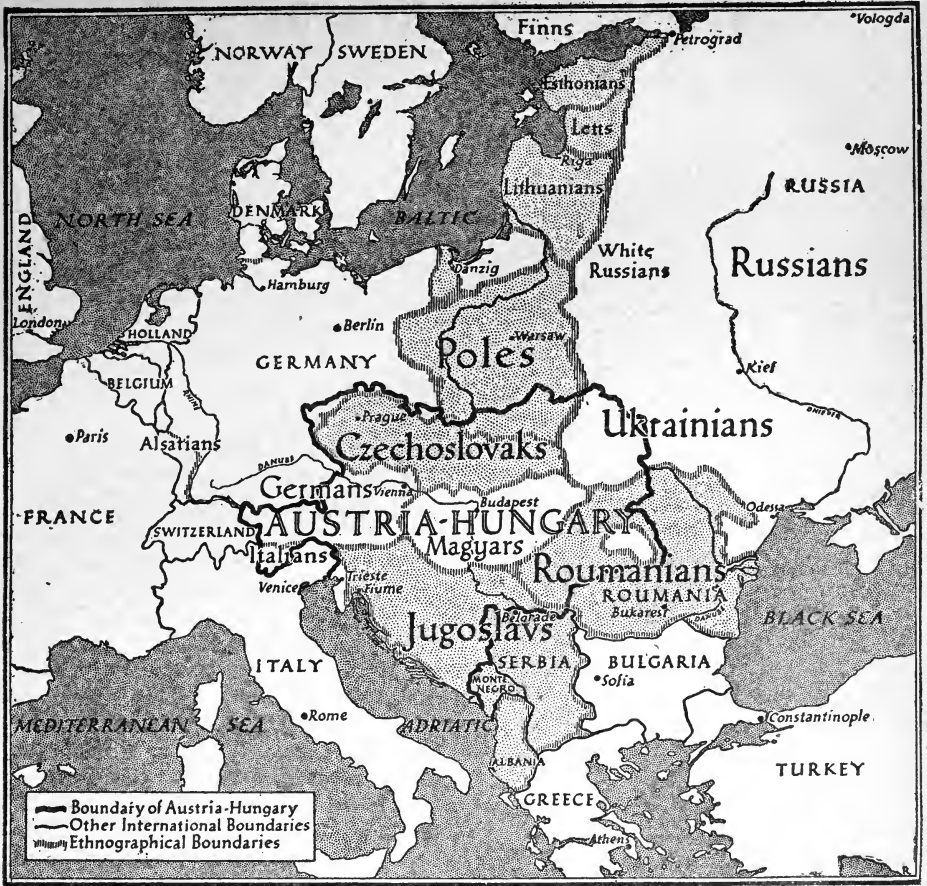 Finns
Vologda
NORWAY
SWEDEN
Petrograd
Esthonians
Letts
Moscow
Riga
RUSSIA
Lithuanians
NORTH SEA
DENMARK
BALTIC
ENGLAND
White
Russians
Russians
Danzig
Hamburg
London
HOLLAND
Berlin
Warsaw
Poles
GERMANY
Kief
BELGIUM
RHINE
Prague
DNIEPER
Ukrainians
Paris
Alsatians
Czechoslovaks
DANUBE
Germans
Vienna
Budapest
Odessa
FRANCE
SWITZERLAND
AUSTRIA-HUNGARY
Italians
Magyars
Roumanians
Venice
Trieste
Fiume
ROUMANIA
Bukarest
Belgrade
BLACK SEA
Jugoslavs
ITALY
SERBIA
BULGARIA
MONTE
NEGRO
Sofia
MEDITERRANEAN SEA
Rome
ADRIATIC
Constantinople
ALBANIA
TURKEY
GREECE
Athens
Boundary of Austria-Hungary
Other International Boundaries
Ethnographical Boundaries
R